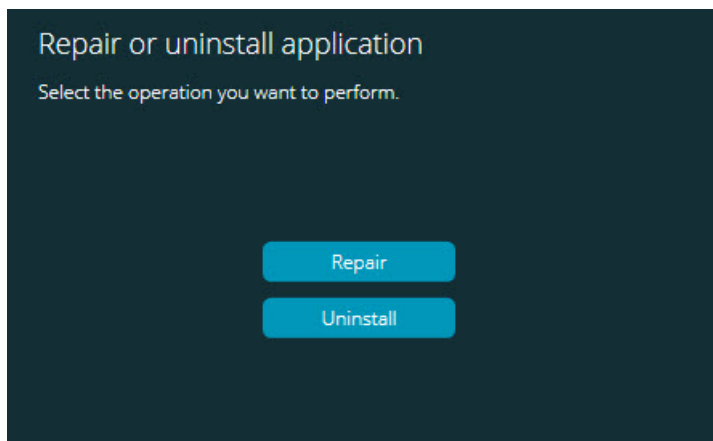 Repair or uninstall application
Select the operation you want to perform.
Repair
Uninstall